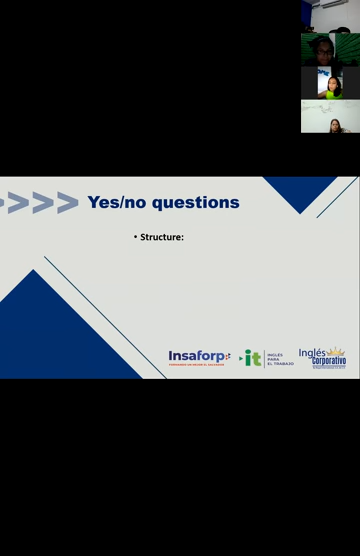 >>>> Yes/no questions
• Structure:
Insaforp
it
INGLÉS
PARA
EL TRABAJO
Inglés
Corporativo